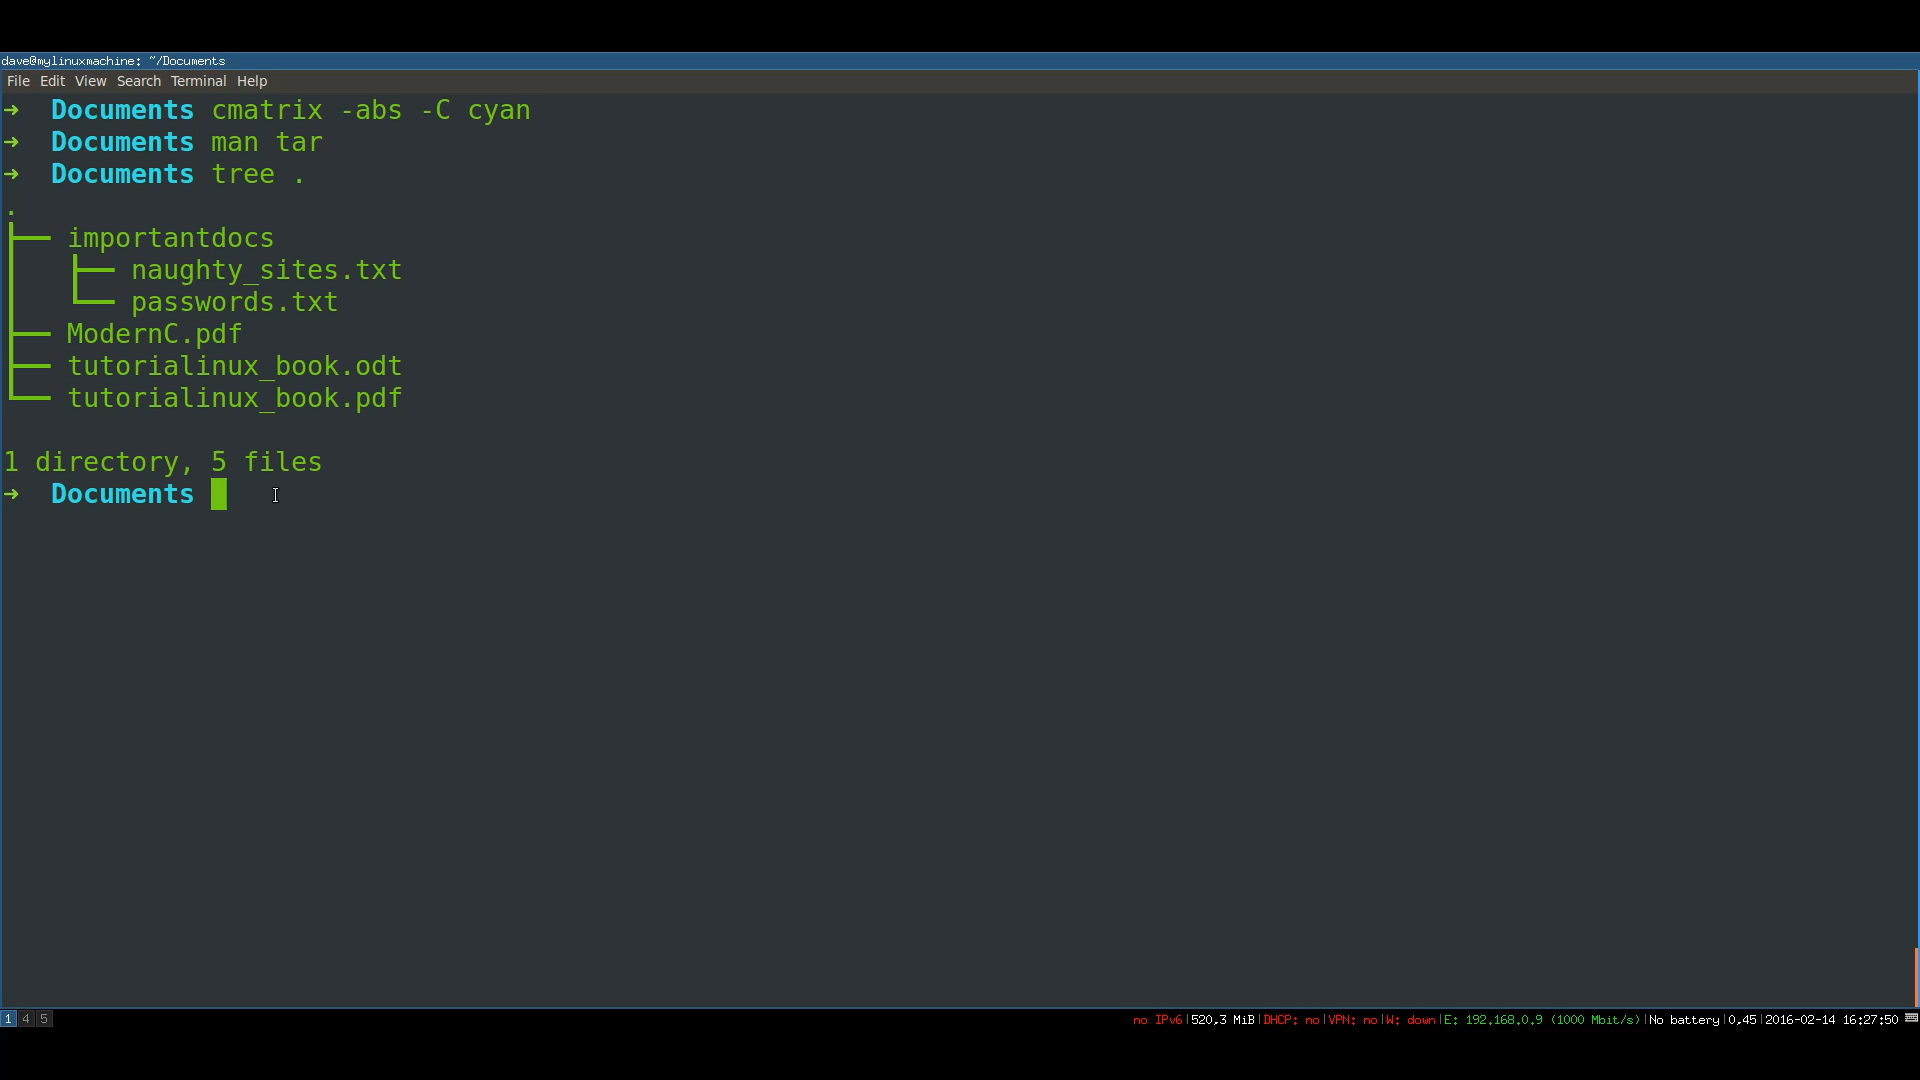 dave@mylinuxmachine: ~/Documents
File Edit View Search Terminal Help
➜  Documents cmatrix -abs -C cyan
➜  Documents man tar
➜  Documents tree .
.
├── importantdocs
│   ├── naughty_sites.txt
│   └── passwords.txt
├── ModernC.pdf
├── tutorialinux_book.odt
└── tutorialinux_book.pdf
1 directory, 5 files
➜  Documents
1 4 5 no IPv6|520,3 MiB|DHCP: no|VPN: no|W: down|E: 192.168.0.9 (1000 Mbit/s)|No battery|0,45|2016-02-14 16:27:50